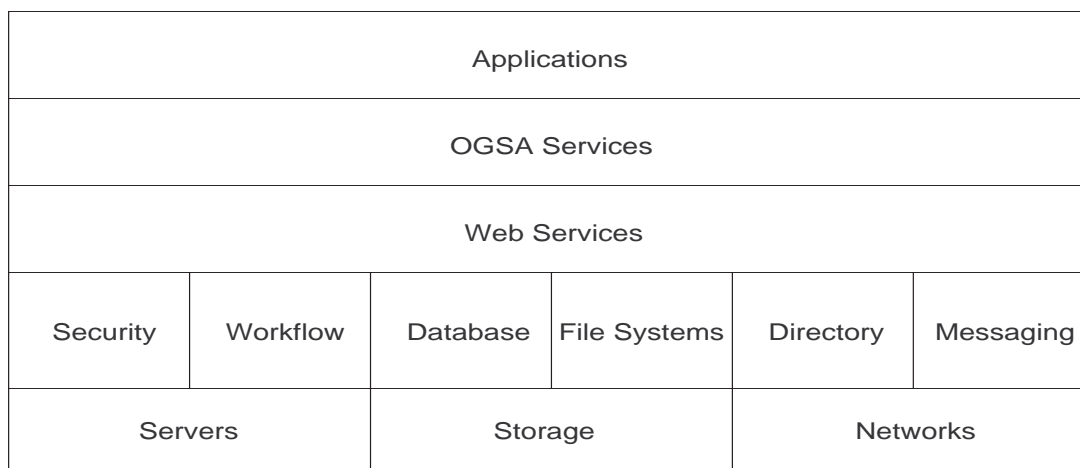 Applications
OGSA Services
Web Services
Security Workflow Database File Systems Directory Messaging
Servers Storage Networks